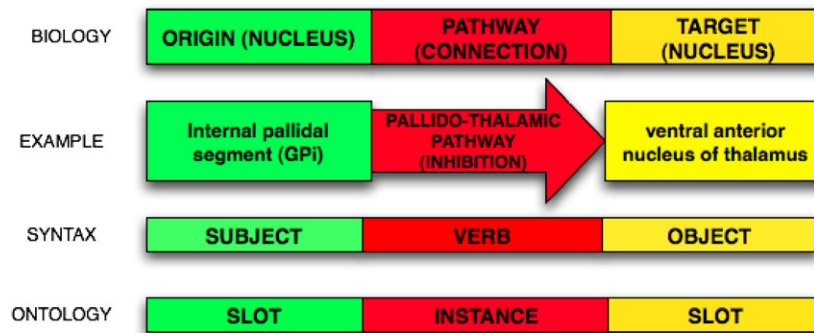 BIOLOGY
ORIGIN (NUCLEUS)
PATHWAY
(CONNECTION)
TARGET
(NUCLEUS)
EXAMPLE
Internal pallidal
segment (GPi)
PALLIDO-THALAMIC
PATHWAY
(INHIBITION)
ventral anterior
nucleus of thalamus
SYNTAX
SUBJECT
VERB
OBJECT
ONTOLOGY
SLOT
INSTANCE
SLOT